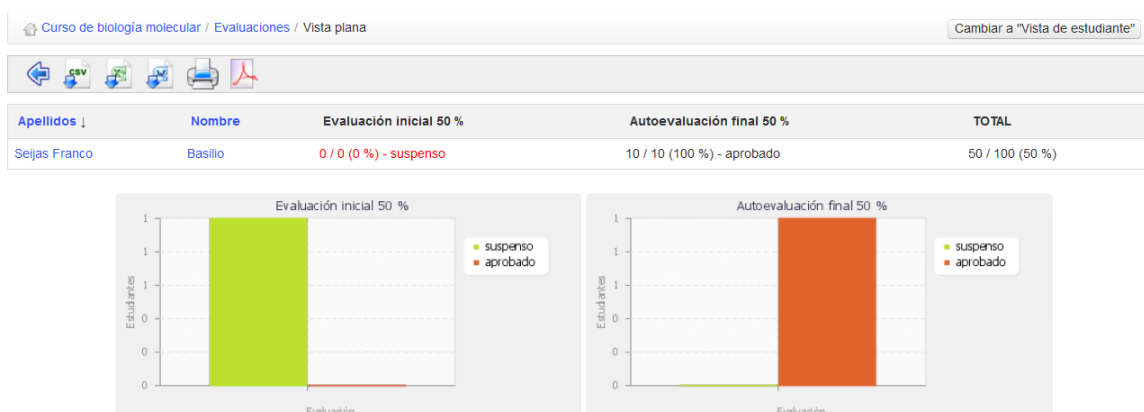 Curso de biología molecular / Evaluaciones / Vista plana
Cambiar a "Vista de estudiante"
CSV
Apellidos ↓ Nombre Evaluación inicial 50 % Autoevaluación final 50 % TOTAL
Seijas Franco Basilio 0 / 0 (0 %) - suspenso 10 / 10 (100 %) - aprobado 50 / 100 (50 %)
Evaluación inicial 50 %
1
1
1
0
0
0
Estudiantes
suspenso
aprobado
Evaluación
Autoevaluación final 50 %
1
1
1
0
0
0
Estudiantes
suspenso
aprobado
Evaluación